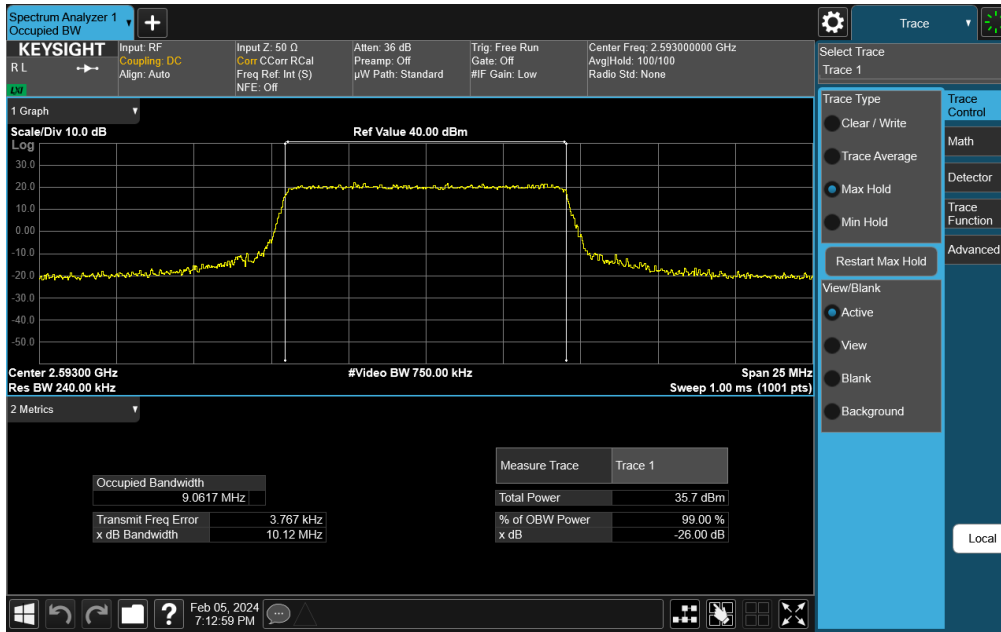 Spectrum Analyzer 1
Occupied BW
Trace
KEYSIGHT
RL
LXI
Input: RF
Coupling: DC
Align: Auto
Input Z: 50 Ω
Corr CCorr RCal
Freq Ref: Int (S)
NFE: Off
Atten: 36 dB
Preamp: Off
µW Path: Standard
Trig: Free Run
Gate: Off
#IF Gain: Low
Center Freq: 2.593000000 GHz
Avg|Hold: 100/100
Radio Std: None
Select Trace
Trace 1
1 Graph
Scale/Div 10.0 dB
Ref Value 40.00 dBm
Log
30.0
20.0
10.0
0.00
-10.0
-20.0
-30.0
-40.0
-50.0
Center 2.59300 GHz
#Video BW 750.00 kHz
Span 25 MHz
Res BW 240.00 kHz
Sweep 1.00 ms (1001 pts)
Trace Type
Clear / Write
Trace Average
Max Hold
Min Hold
Restart Max Hold
View/Blank
Active
View
Blank
Background
Trace
Control
Math
Detector
Trace
Function
Advanced
2 Metrics
Measure Trace
Trace 1
Occupied Bandwidth
9.0617 MHz
Total Power
35.7 dBm
Transmit Freq Error
3.767 kHz
% of OBW Power
99.00 %
x dB Bandwidth
10.12 MHz
x dB
-26.00 dB
Local
?
Feb 05, 2024
7:12:59 PM